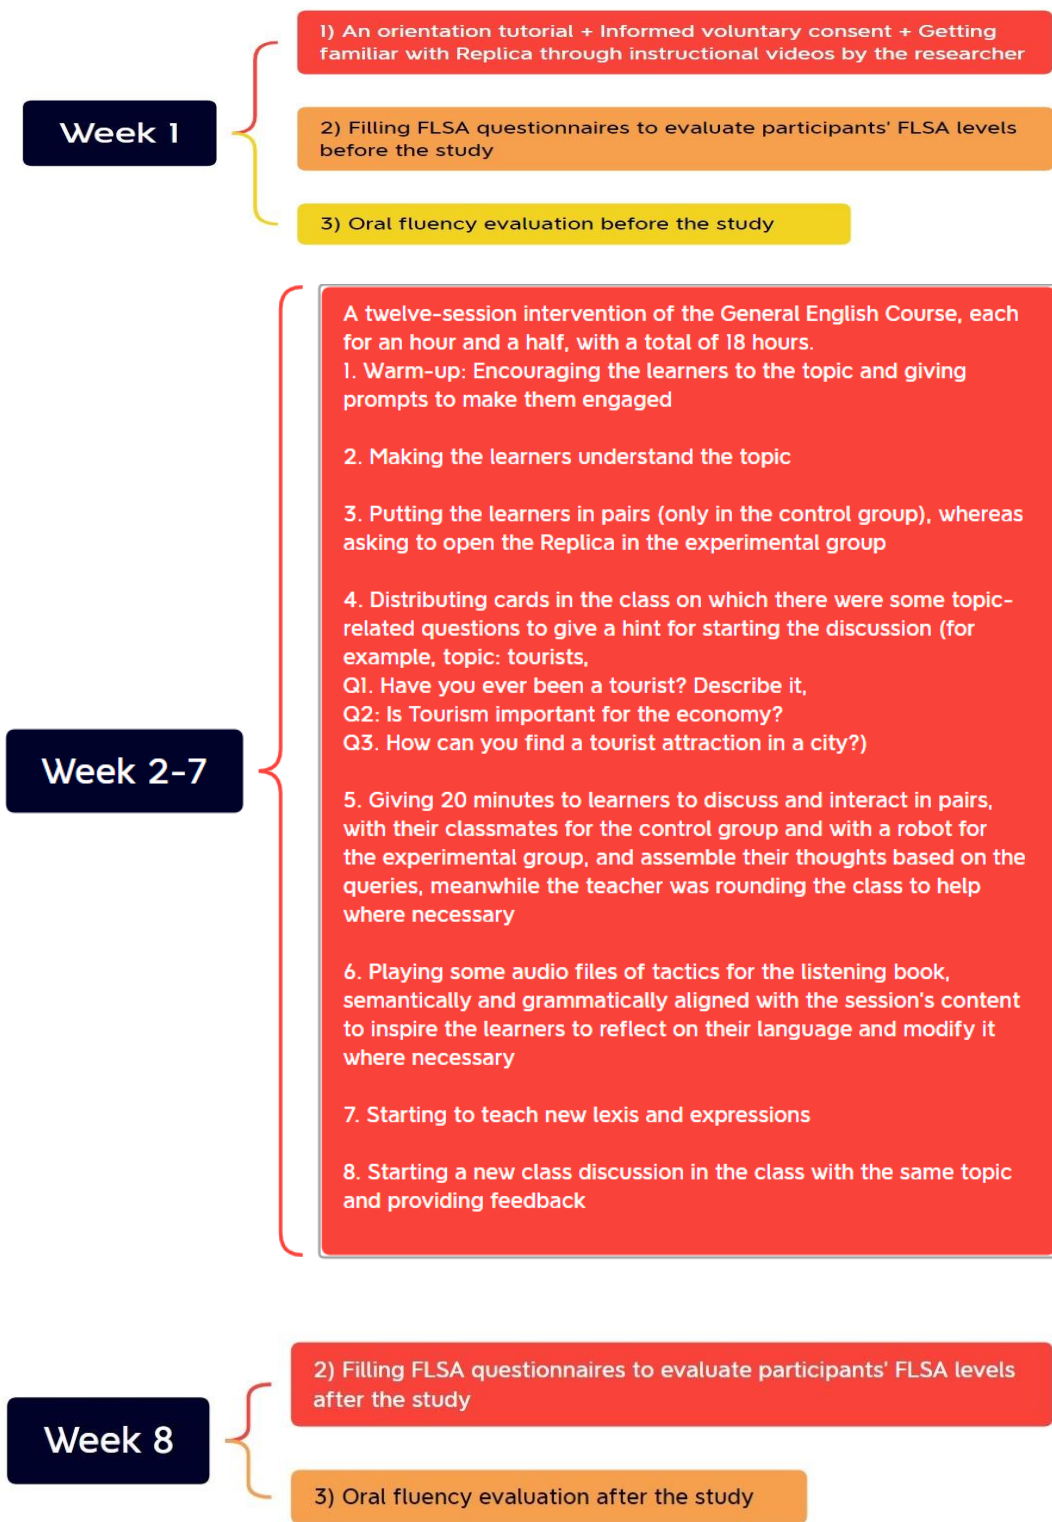 1) An orientation tutorial + Informed voluntary consent + Getting
familiar with Replica through instructional videos by the researcher
Week 1
2) Filling FLSA questionnaires to evaluate participants' FLSA levels
before the study
3) Oral fluency evaluation before the study
A twelve-session intervention of the General English Course, each
for an hour and a half, with a total of 18 hours.
1. Warm-up: Encouraging the learners to the topic and giving
prompts to make them engaged
2. Making the learners understand the topic
3. Putting the learners in pairs (only in the control group), whereas
asking to open the Replica in the experimental group
4. Distributing cards in the class on which there were some topic-
related questions to give a hint for starting the discussion (for
example, topic: tourists,
Q1. Have you ever been a tourist? Describe it,
Q2: Is Tourism important for the economy?
Q3. How can you find a tourist attraction in a city?)
Week 2-7
5. Giving 20 minutes to learners to discuss and interact in pairs,
with their classmates for the control group and with a robot for
the experimental group, and assemble their thoughts based on the
queries, meanwhile the teacher was rounding the class to help
where necessary
6. Playing some audio files of tactics for the listening book,
semantically and grammatically aligned with the session's content
to inspire the learners to reflect on their language and modify it
where necessary
7. Starting to teach new lexis and expressions
8. Starting a new class discussion in the class with the same topic
and providing feedback
2) Filling FLSA questionnaires to evaluate participants' FLSA levels
after the study
Week 8
3) Oral fluency evaluation after the study